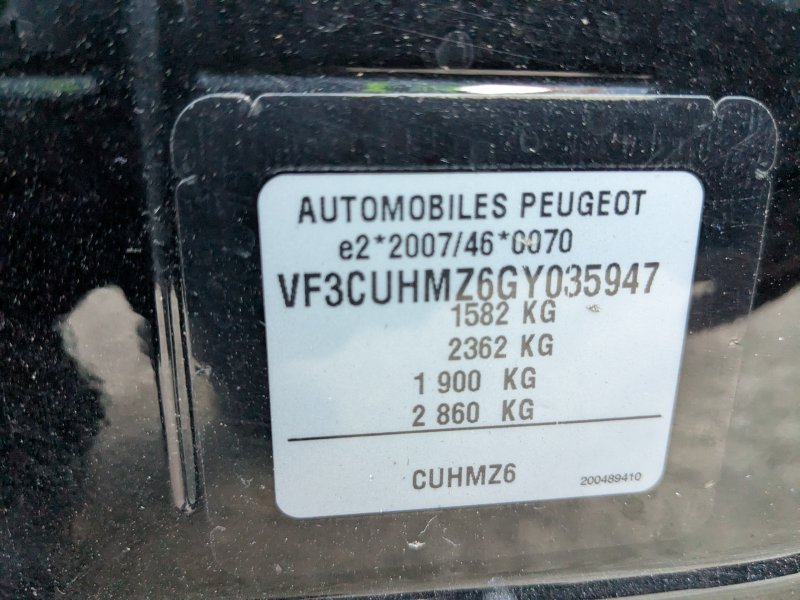 AUTOMOBILES PEUGEOT
e2*2007/46*0070
VF3CUHMZ6GY035947
1582 KG
2362 KG
1 900 KG
2 860 KG
CUHMZ6
200489410